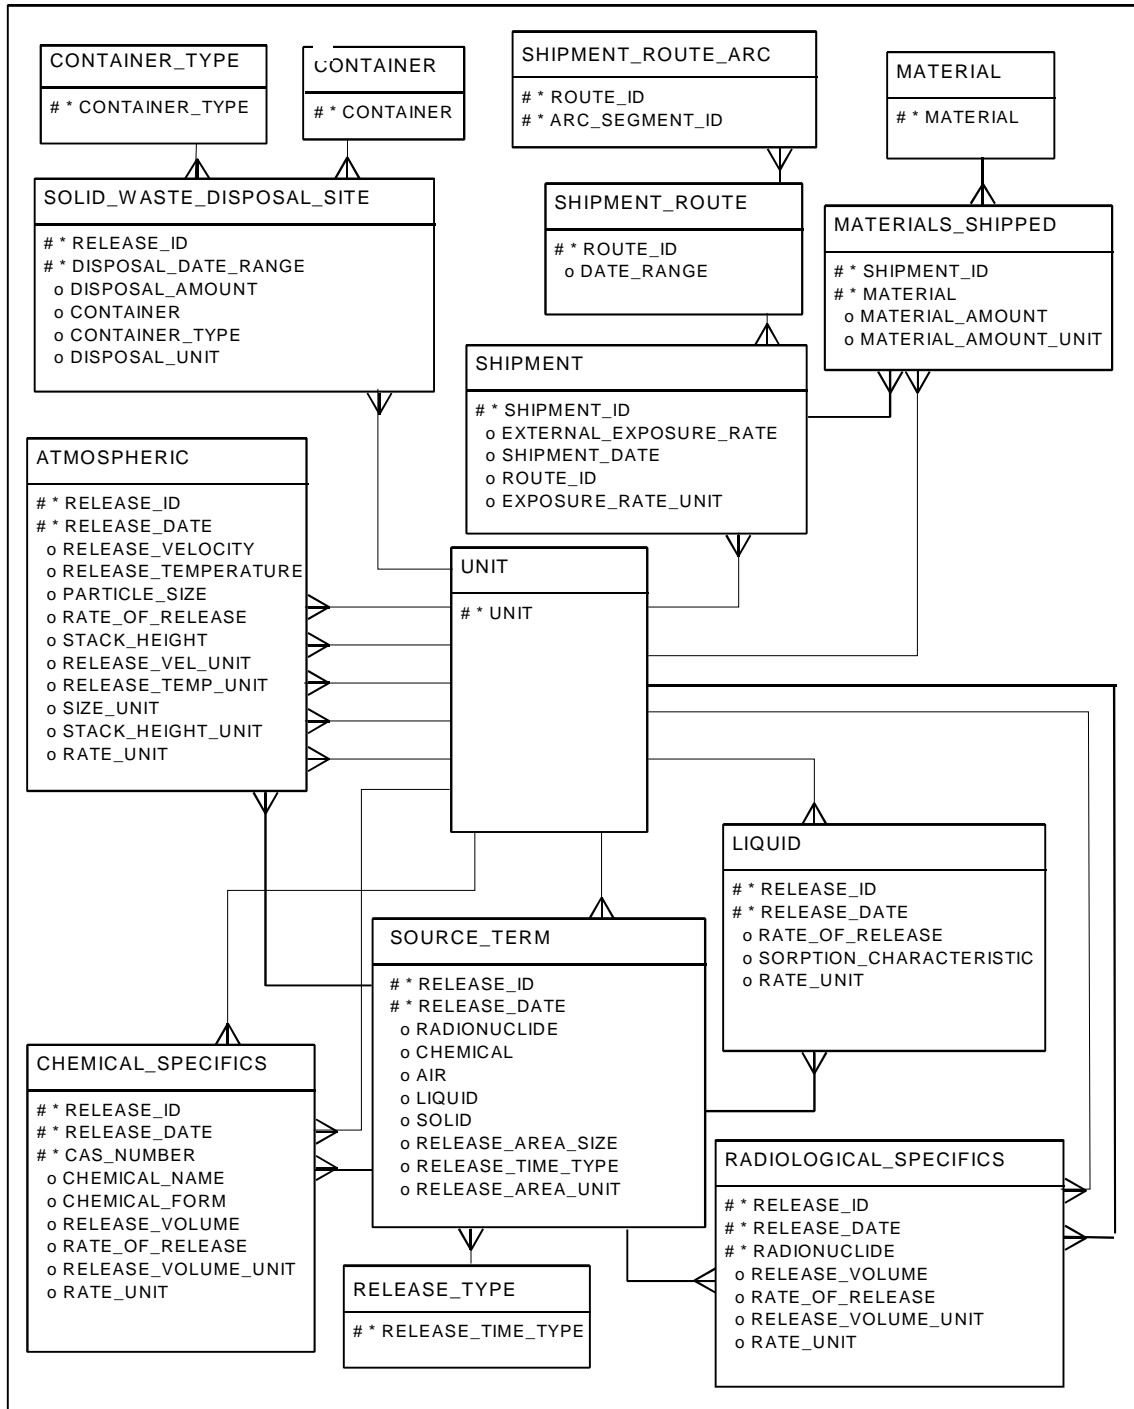 CONTAINER_TYPE
# * CONTAINER_TYPE
CONTAINER
# * CONTAINER
SHIPMENT_ROUTE_ARC
# * ROUTE_ID
# * ARC_SEGMENT_ID
MATERIAL
# * MATERIAL
SOLID_WASTE_DISPOSAL_SITE
# * RELEASE_ID
# * DISPOSAL_DATE_RANGE
o DISPOSAL_AMOUNT
o CONTAINER
o CONTAINER_TYPE
o DISPOSAL_UNIT
SHIPMENT_ROUTE
# * ROUTE_ID
o DATE_RANGE
MATERIALS_SHIPPED
# * SHIPMENT_ID
# * MATERIAL
o MATERIAL_AMOUNT
o MATERIAL_AMOUNT_UNIT
SHIPMENT
# * SHIPMENT_ID
o EXTERNAL_EXPOSURE_RATE
o SHIPMENT_DATE
o ROUTE_ID
o EXPOSURE_RATE_UNIT
ATMOSPHERIC
# * RELEASE_ID
# * RELEASE_DATE
o RELEASE_VELOCITY
o RELEASE_TEMPERATURE
o PARTICLE_SIZE
o RATE_OF_RELEASE
o STACK_HEIGHT
o RELEASE_VEL_UNIT
o RELEASE_TEMP_UNIT
o SIZE_UNIT
o STACK_HEIGHT_UNIT
o RATE_UNIT
UNIT
# * UNIT
LIQUID
# * RELEASE_ID
# * RELEASE_DATE
o RATE_OF_RELEASE
o SORPTION_CHARACTERISTIC
o RATE_UNIT
SOURCE_TERM
# * RELEASE_ID
# * RELEASE_DATE
o RADIONUCLIDE
o CHEMICAL
o AIR
o LIQUID
o SOLID
o RELEASE_AREA_SIZE
o RELEASE_TIME_TYPE
o RELEASE_AREA_UNIT
CHEMICAL_SPECIFICS
# * RELEASE_ID
# * RELEASE_DATE
# * CAS_NUMBER
o CHEMICAL_NAME
o CHEMICAL_FORM
o RELEASE_VOLUME
o RATE_OF_RELEASE
o RELEASE_VOLUME_UNIT
o RATE_UNIT
RELEASE_TYPE
# * RELEASE_TIME_TYPE
RADIOLOGICAL_SPECIFICS
# * RELEASE_ID
# * RELEASE_DATE
# * RADIONUCLIDE
o RELEASE_VOLUME
o RATE_OF_RELEASE
o RELEASE_VOLUME_UNIT
o RATE_UNIT